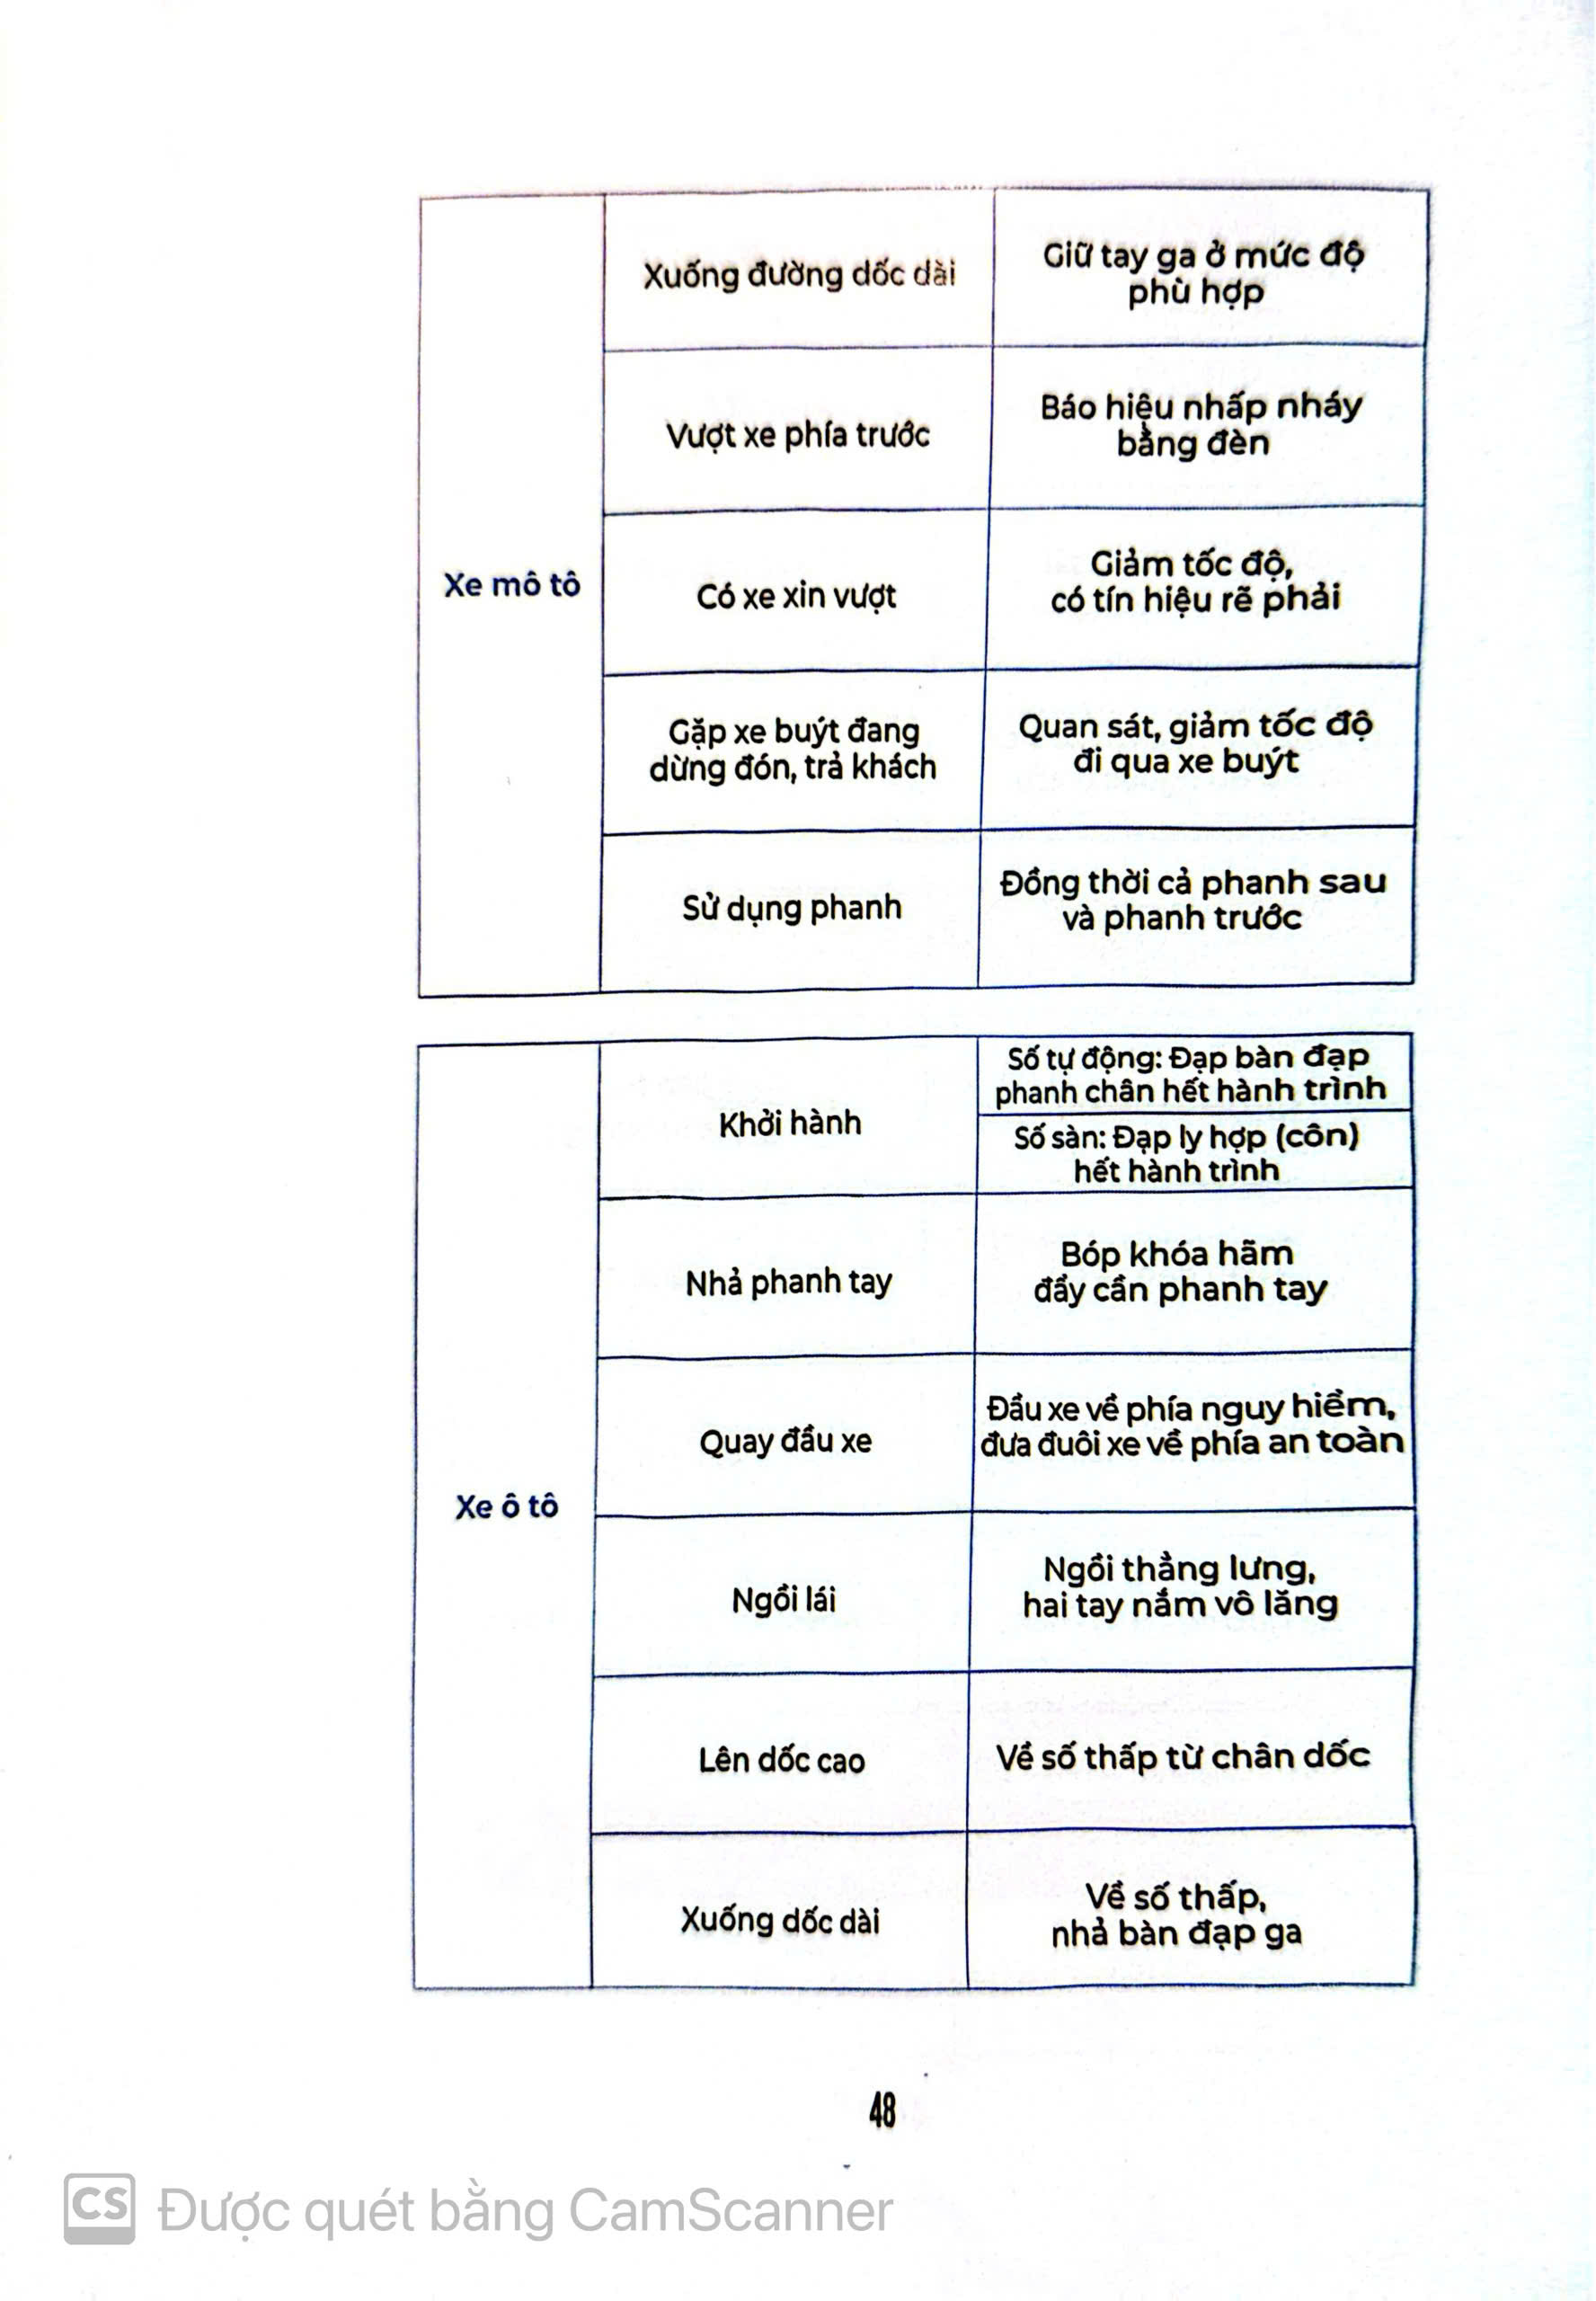 Xuống đường dốc dài
Giữ tay ga ở mức độ
phù hợp
Vượt xe phía trước
Báo hiệu nhấp nháy
bằng đèn
Xe mô tô
Có xe xin vượt
Giảm tốc độ,
có tín hiệu rẽ phải
Gặp xe buýt đang
dừng đón, trả khách
Quan sát, giảm tốc độ
đi qua xe buýt
Sử dụng phanh
Đồng thời cả phanh sau
và phanh trước
Khởi hành
Số tự động: Đạp bàn đạp
phanh chân hết hành trình
Số sàn: Đạp ly hợp (côn)
hết hành trình
Nhả phanh tay
Bóp khóa hãm
đẩy cần phanh tay
Quay đầu xe
Đầu xe về phía nguy hiểm,
đưa đuôi xe về phía an toàn
Xe ô tô
Ngồi lái
Ngồi thẳng lưng,
hai tay nắm vô lăng
Lên dốc cao
Về số thấp từ chân dốc
Xuống dốc dài
Về số thấp,
nhả bàn đạp ga
48
CS Được quét bằng CamScanner